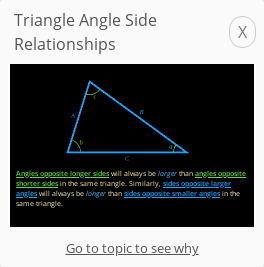 Triangle Angle Side
Relationships
X
c
A
B
b
a
C
Angles opposite longer sides will always be larger than angles opposite
shorter sides in the same triangle. Similarly, sides opposite larger
angles will always be larger than sides opposite smaller angles in the
same triangle.
Go to topic to see why